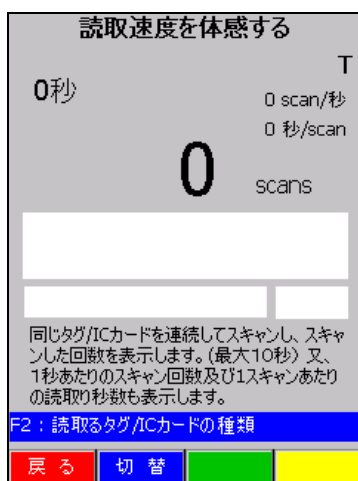 読取速度を体感する
T
0秒
0 scan/秒
0 秒/scan
0 scans
同じタグ/ICカードを連続してスキャンし、スキャ
ンした回数を表示します。(最大10秒) 又、
1秒あたりのスキャン回数及び1スキャンあたり
の読取り秒数も表示します。
F2：読取るタグ/ICカードの種類
戻る 切替